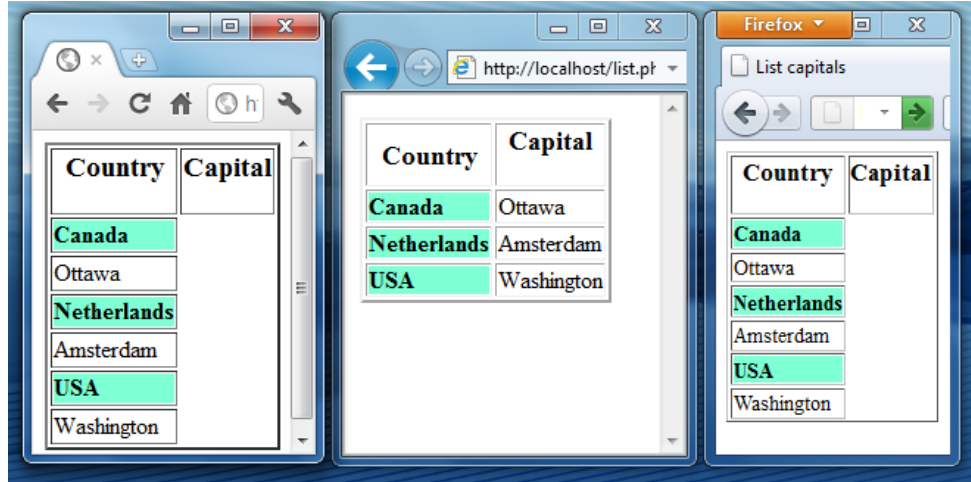 h
Country Capital
Canada
Ottawa
Netherlands
Amsterdam
USA
Washington
http://localhost/list.ph
Country Capital
Canada Ottawa
Netherlands Amsterdam
USA Washington
Firefox
List capitals
Country Capital
Canada
Ottawa
Netherlands
Amsterdam
USA
Washington